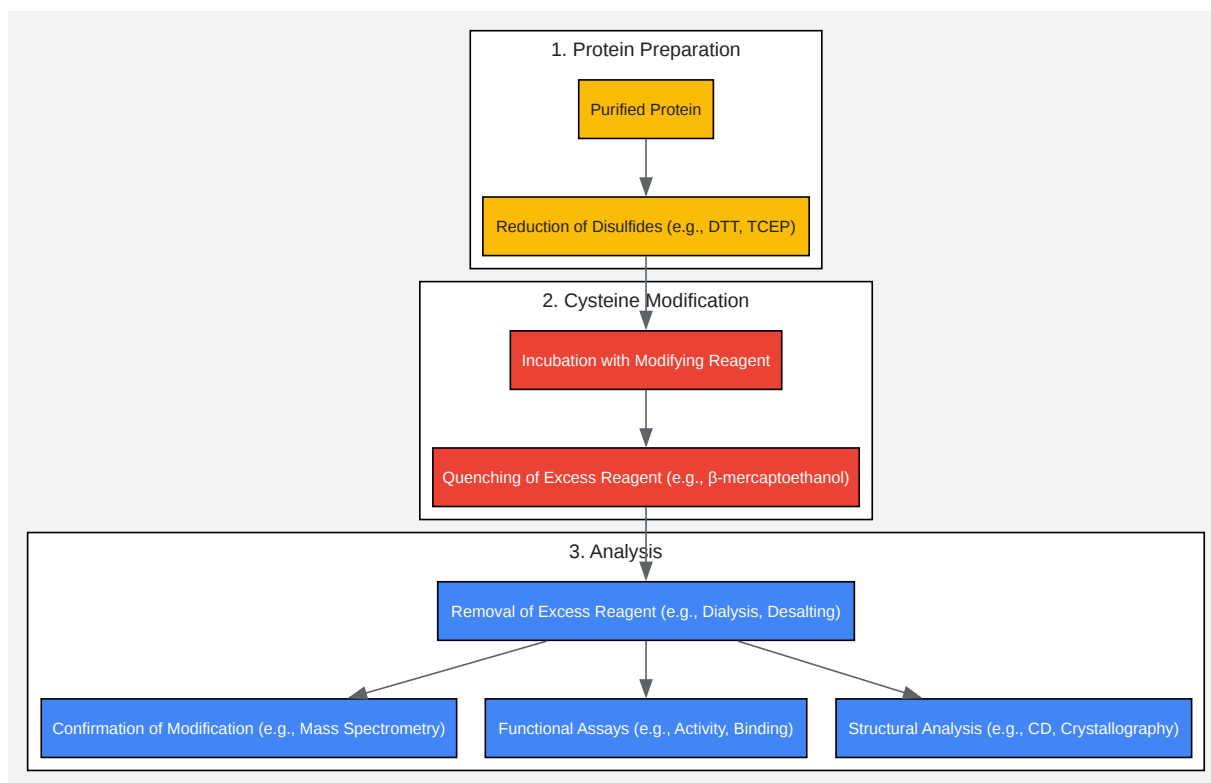 1. Protein Preparation
Purified Protein
Reduction of Disulfides (e.g., DTT, TCEP)
2. Cysteine Modification
Incubation with Modifying Reagent
Quenching of Excess Reagent (e.g., β-mercaptoethanol)
3. Analysis
Removal of Excess Reagent (e.g., Dialysis, Desalting)
Confirmation of Modification (e.g., Mass Spectrometry)
Functional Assays (e.g., Activity, Binding)
Structural Analysis (e.g., CD, Crystallography)